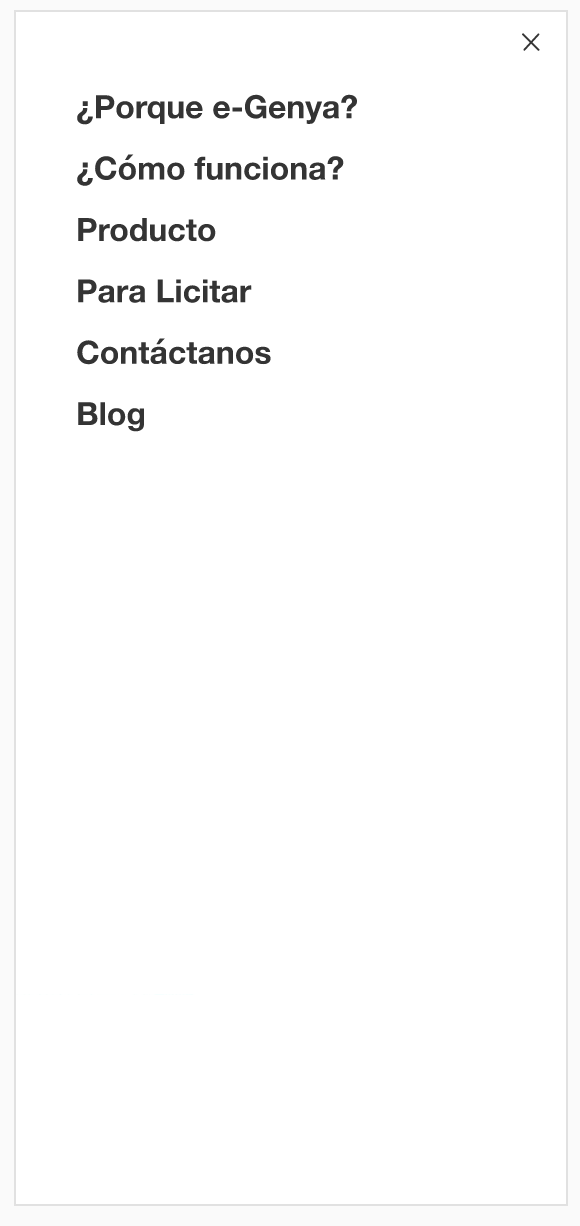 ¿Porque e-Genya?
¿Cómo funciona?
Producto
Para Licitar
Contáctanos
Blog